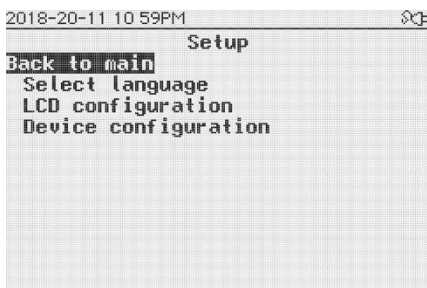 2018-20-11 10 59PM
Setup
Back to main
Select language
LCD configuration
Device configuration